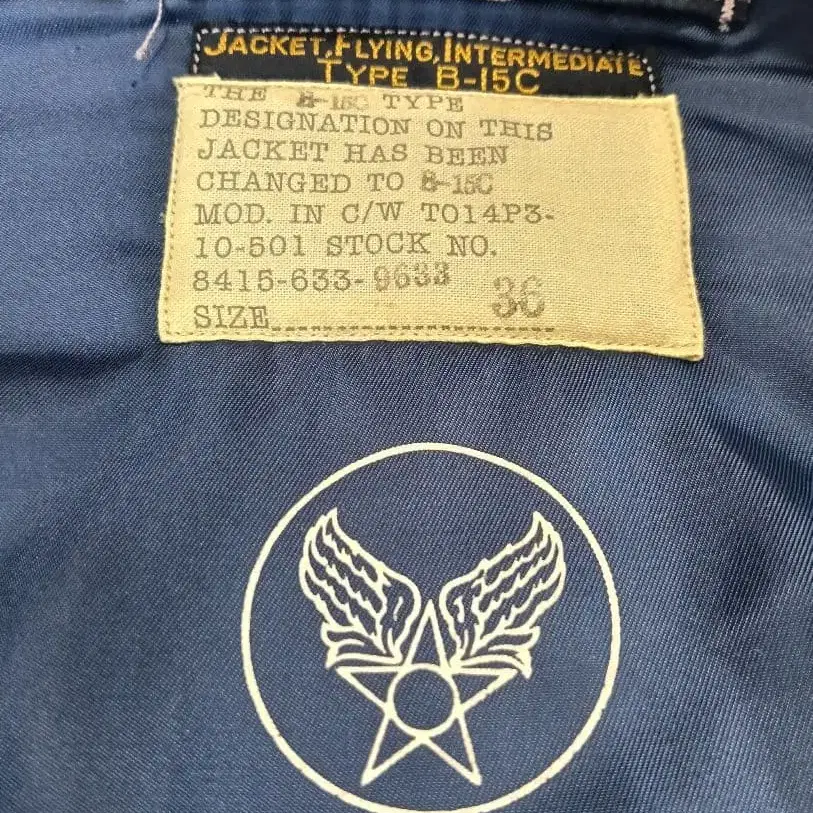 JACKET, FLYING, INTERMEDIATE
TYPE B-15C
THE B-15C TYPE
DESIGNATION ON THIS
JACKET HAS BEEN
CHANGED TO B-15C
MOD. IN C/W TO14P3-
10-501 STOCK NO.
8415-633-9633
SIZE 36